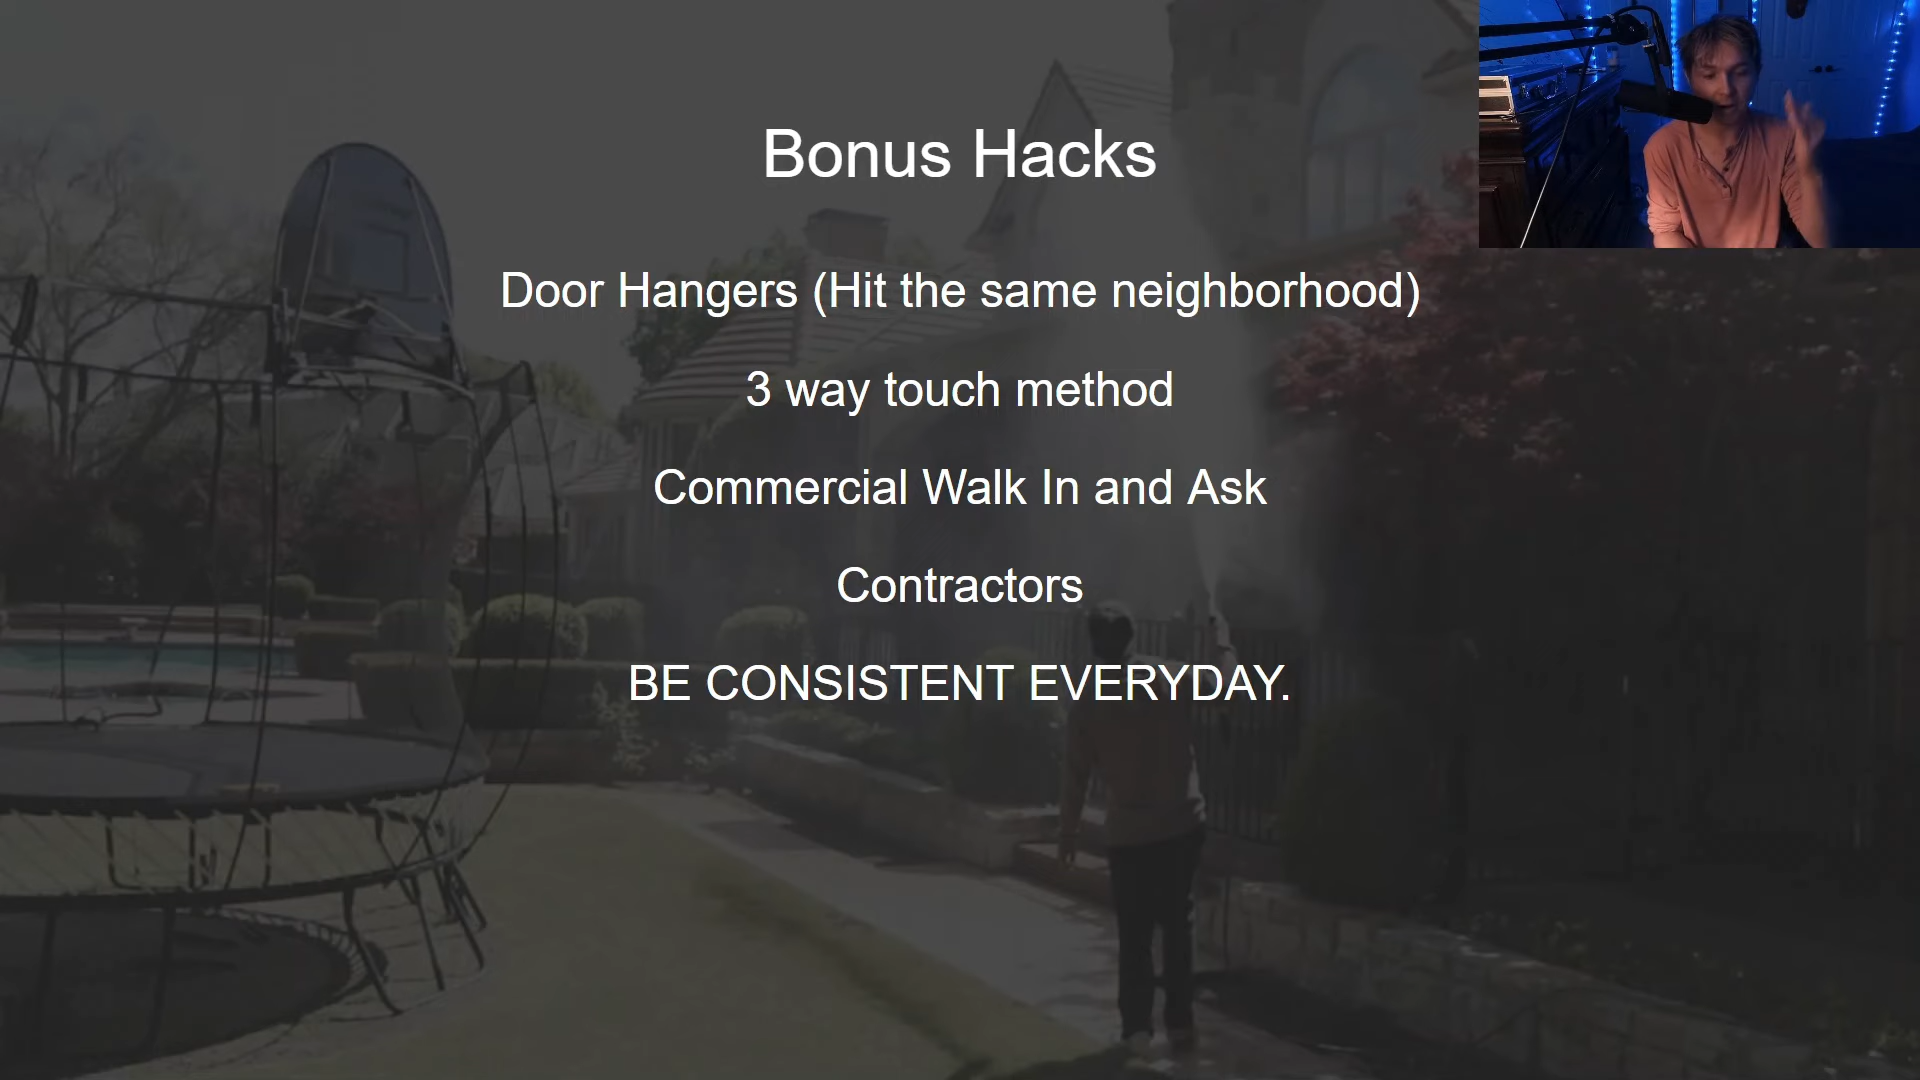 Bonus Hacks
Door Hangers (Hit the same neighborhood)
3 way touch method
Commercial Walk In and Ask
Contractors
BE CONSISTENT EVERYDAY.